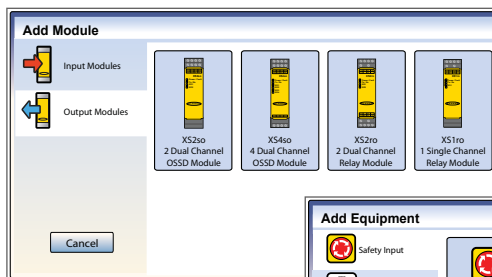 Add Module
Input Modules
Output Modules
XS2so
2 Dual Channel
OSSD Module
XS4so
4 Dual Channel
OSSD Module
XS2ro
2 Dual Channel
Relay Module
XS1ro
1 Single Channel
Relay Module
Cancel
Add Equipment
Safety Input